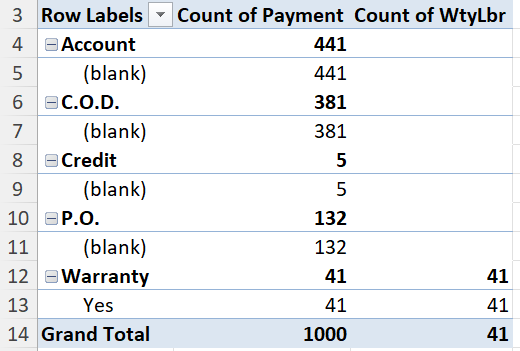 3 Row Labels Count of Payment Count of WtyLbr
4 Account 441
5 (blank) 441
6 C.O.D. 381
7 (blank) 381
8 Credit 5
9 (blank) 5
10 P.O. 132
11 (blank) 132
12 Warranty 41 41
13 Yes 41 41
14 Grand Total 1000 41